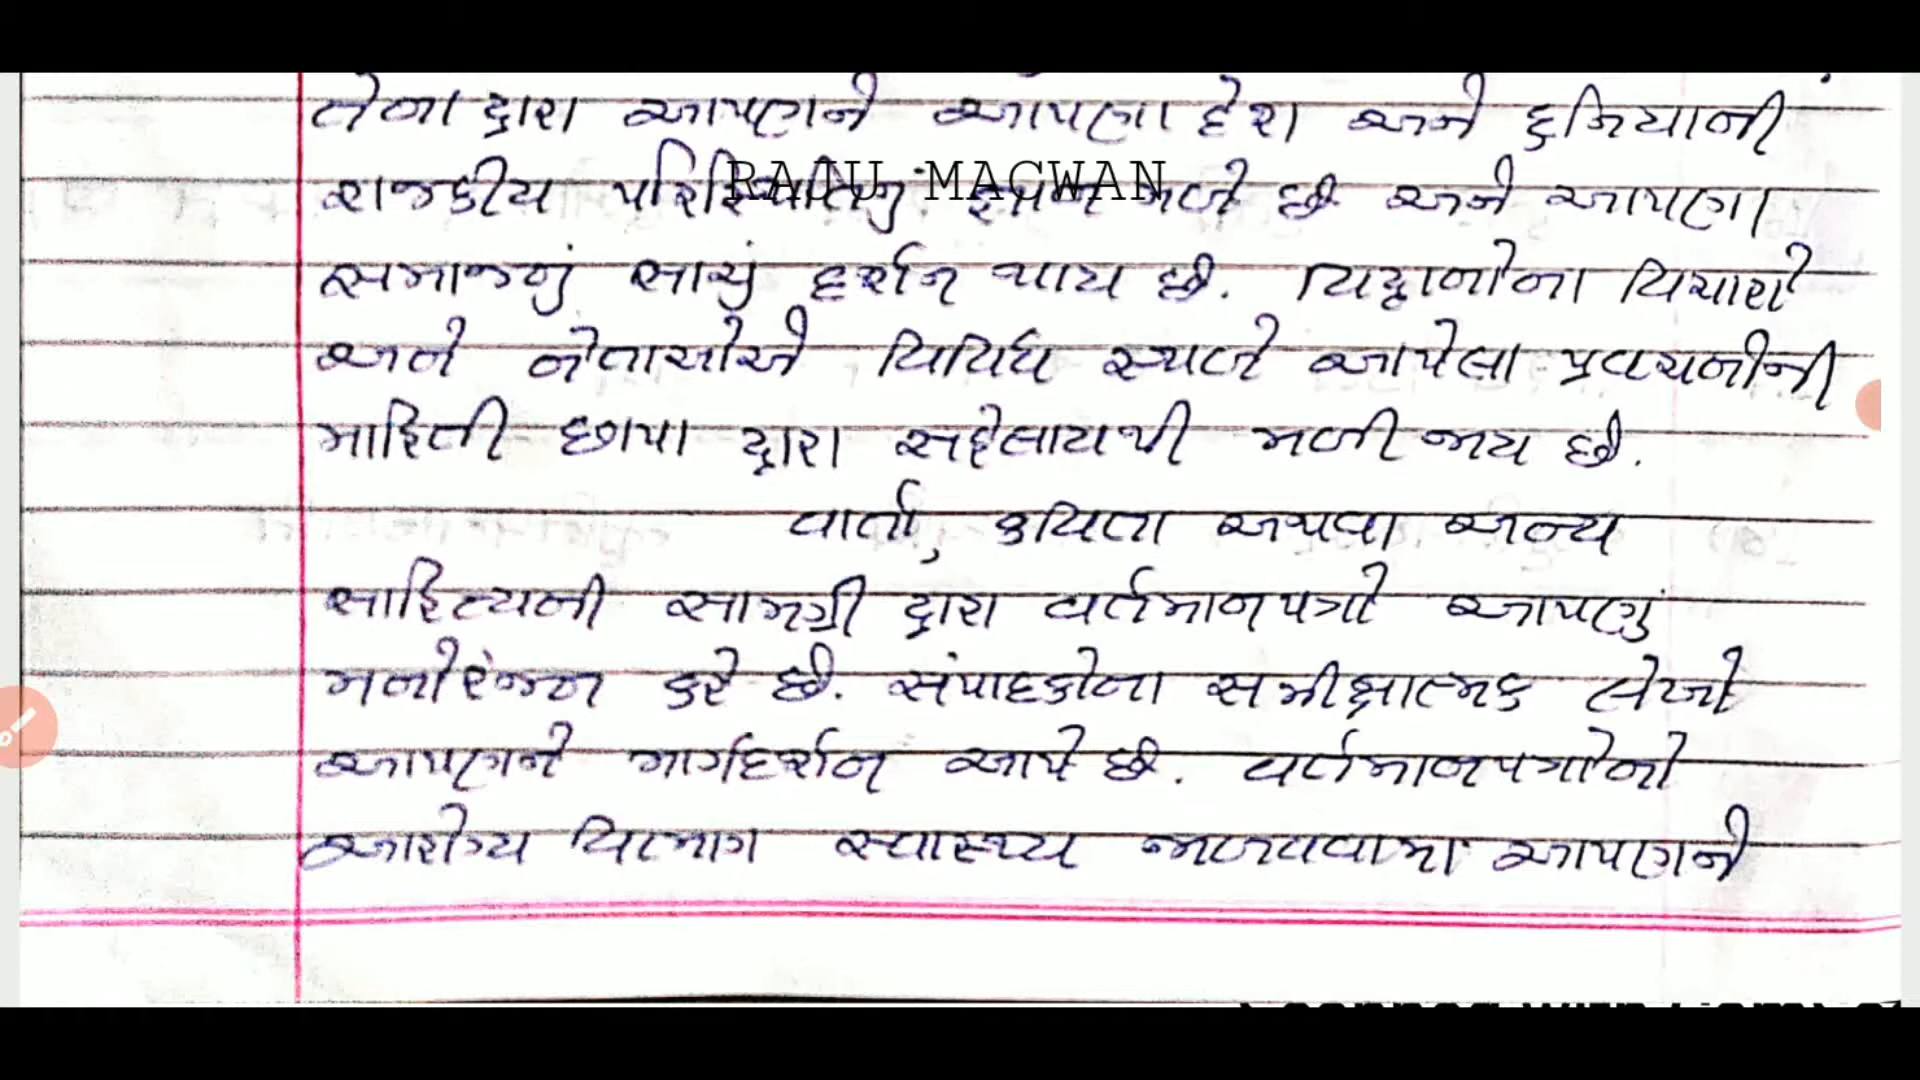 તેના દ્વારા આપણને આપણા દેશ અને દુનિયાની
રાજકીય પરિસ્થિતિનું મળે છે અને આપણા
RAJU MACWAN
સમાજનું સાચું દર્શન થાય છે. વિદ્વાનોના વિચારો
અને નેતાઓએ વિવિધ સ્થળે આપેલા પ્રવચનોની
માહિતી છાપા દ્વારા સહેલાયથી મળી જાય છે.
વાર્તા, કવિતા અથવા અન્ય
સાહિત્યની સામગ્રી દ્વારા વર્તમાનપત્રો આપણું
મનોરંજન કરે છે. સંપાદકોના સમીક્ષાત્મક લેખો
આપણને માર્ગદર્શન આપે છે. વર્તમાનપત્રોનો
આરોગ્ય વિભાગ સ્વાસ્થ્ય જાળવવામાં આપણને